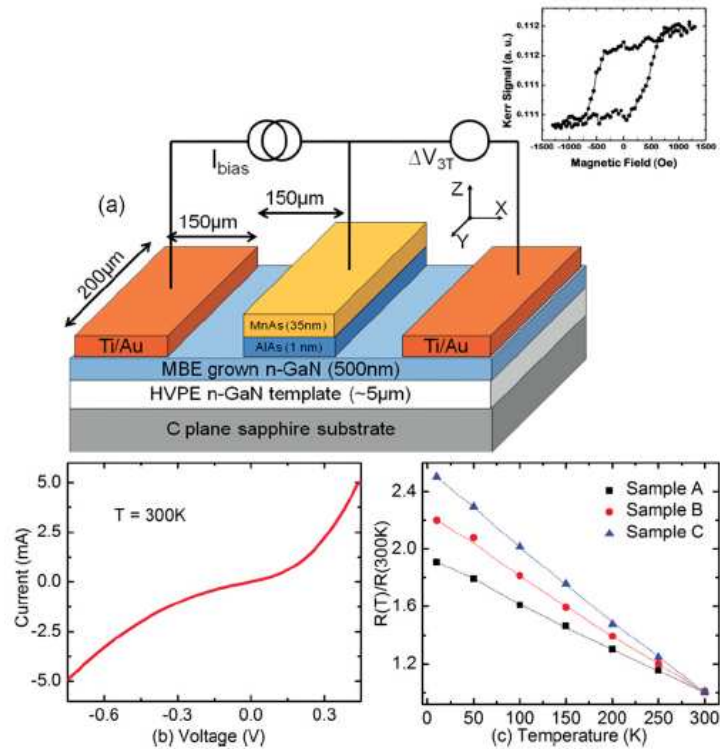 0.112
0.112
0.111
0.111
Kerr Signal (a. u.)
-1500 -1000 -500 0 500 1000 1500
Magnetic Field (Oe)
I bias
ΔV3T
(a)
150µm
150µm
200µm
Z
X
Y
MnAs (35nm)
AlAs (1 nm)
Ti/Au
Ti/Au
MBE grown n-GaN (500nm)
HVPE n-GaN template (~5µm)
C plane sapphire substrate
5.0
2.5
0.0
-2.5
-5.0
Current (mA)
T = 300K
-0.6 -0.3 0.0 0.3
(b) Voltage (V)
2.4
2.0
1.6
1.2
R(T)/R(300K)
Sample A
Sample B
Sample C
0 50 100 150 200 250 300
(c) Temperature (K)